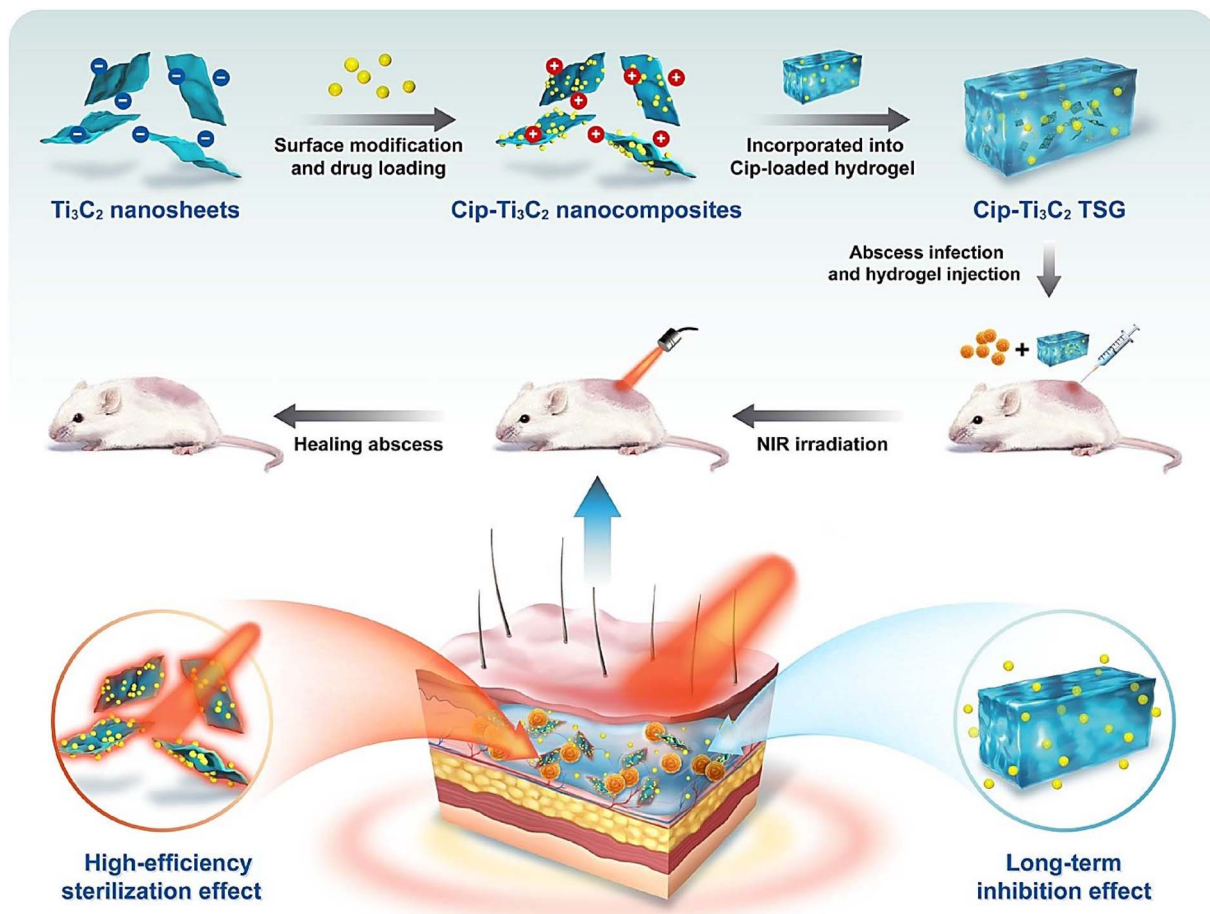 Surface modification
and drug loading
Incorporated into
Cip-loaded hydrogel
Ti₃C₂ nanosheets
Cip-Ti₃C₂ nanocomposites
Cip-Ti₃C₂ TSG
Abscess infection
and hydrogel injection
Healing abscess
NIR irradiation
High-efficiency
sterilization effect
Long-term
inhibition effect